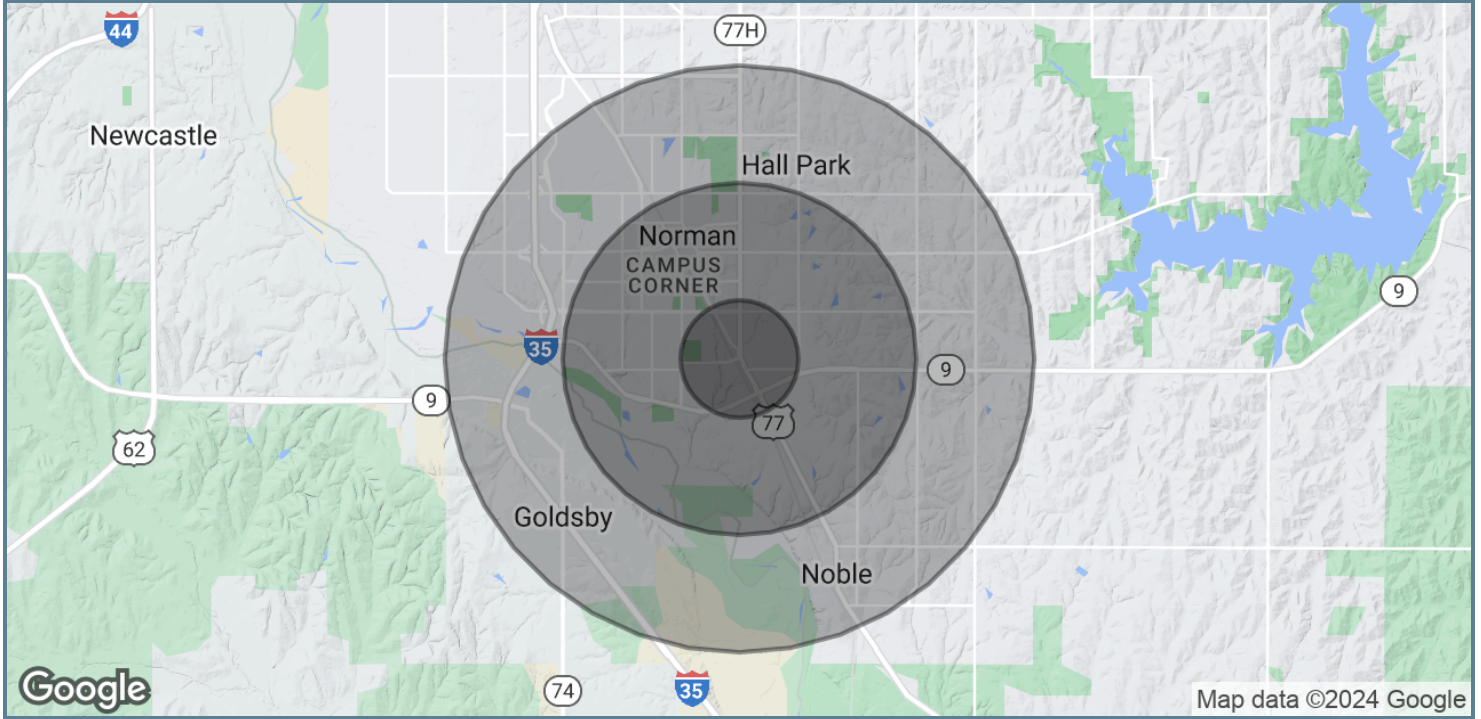 44
77H
Newcastle
Hall Park
Norman
CAMPUS
CORNER
9
35
9
9
77
62
Goldsby
Noble
74
35
Google
Map data ©2024 Google